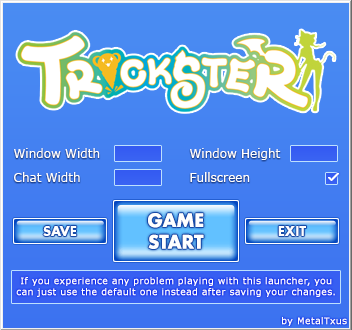 TRICKSTER
Window Width Window Height
Chat Width Fullscreen
SAVE GAME START EXIT
If you experience any problem playing with this launcher, you
can just use the default one instead after saving your changes.
by MetalTxus